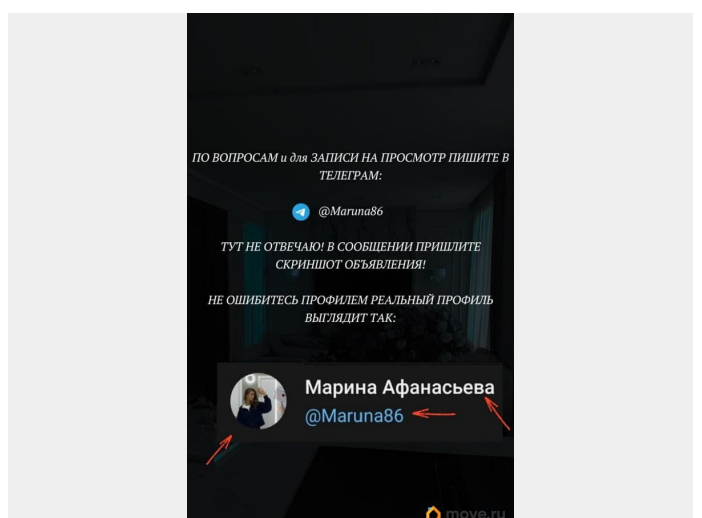 ПО ВОПРОСАМ и для ЗАПИСИ НА ПРОСМОТР ПИШИТЕ В
ТЕЛЕГРАМ:
@Maruna86
ТУТ НЕ ОТВЕЧАЮ! В СООБЩЕНИИ ПРИШЛИТЕ
СКРИНШОТ ОБЪЯВЛЕНИЯ!
НЕ ОШИБИТЕСЬ ПРОФИЛЕМ РЕАЛЬНЫЙ ПРОФИЛЬ
ВЫГЛЯДИТ ТАК:
Марина Афанасьева
@Maruna86
move.ru